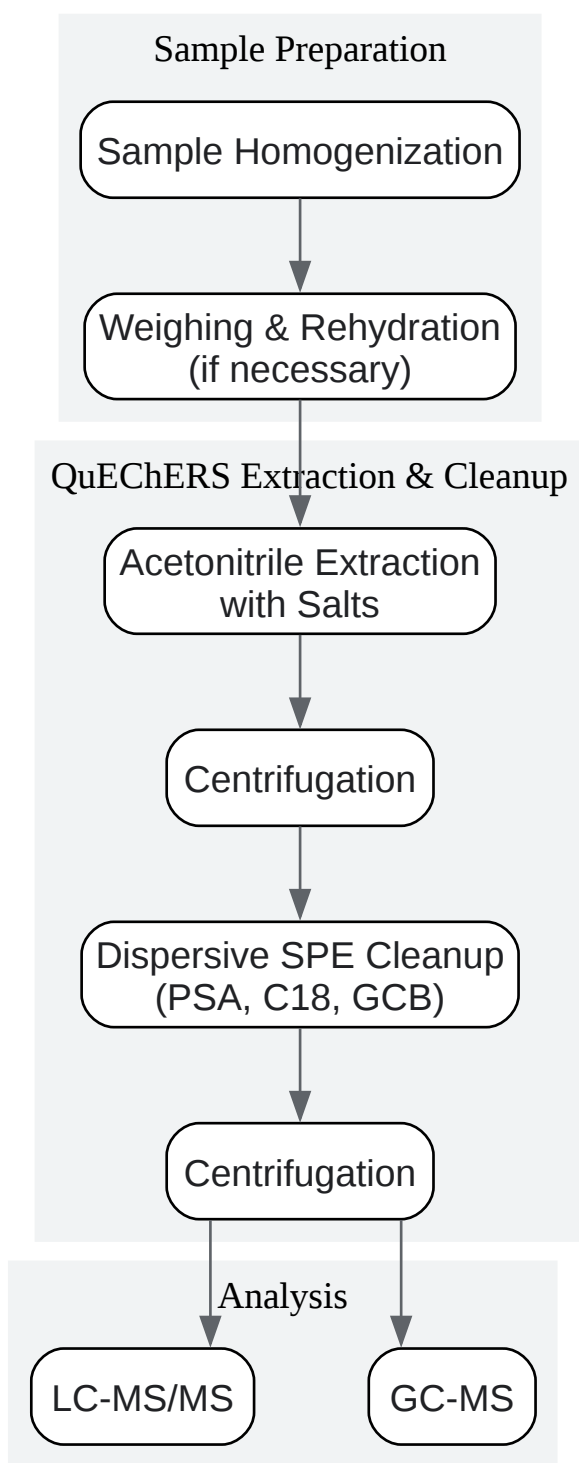 Sample Preparation
Sample Homogenization
Weighing & Rehydration
(if necessary)
QuEChERS Extraction & Cleanup
Acetonitrile Extraction
with Salts
Centrifugation
Dispersive SPE Cleanup
(PSA, C18, GCB)
Centrifugation
Analysis
LC-MS/MS
GC-MS